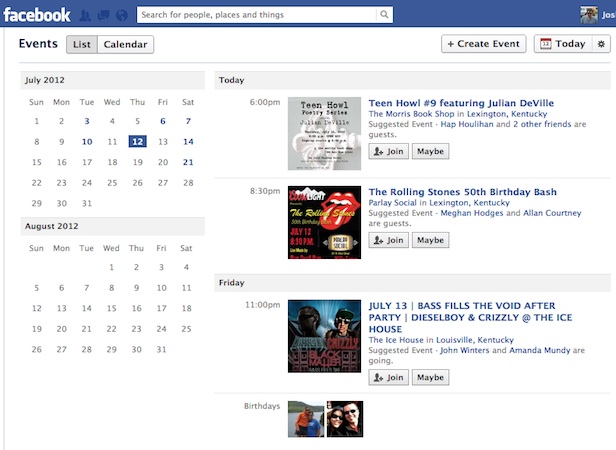 facebook
Search for people, places and things
Jos
Events
List
Calendar
+ Create Event
Today
July 2012
Sun Mon Tue Wed Thu Fri Sat
1 2 3 4 5 6 7
8 9 10 11 12 13 14
15 16 17 18 19 20 21
22 23 24 25 26 27 28
29 30 31
August 2012
Sun Mon Tue Wed Thu Fri Sat
1 2 3 4
5 6 7 8 9 10 11
12 13 14 15 16 17 18
19 20 21 22 23 24 25
26 27 28 29 30 31
Today
6:00pm
Teen Howl
Poetry Series
Julian DeVille
Teen Howl #9 featuring Julian DeVille
The Morris Book Shop in Lexington, Kentucky
Suggested Event · Hap Houlihan and 2 other friends are
guests.
Join
Maybe
8:30pm
LIGHT
The Rolling Stones
50th Birthday Bash
JULY 12
8:30 PM
PARLAY
SOCIAL
The Rolling Stones 50th Birthday Bash
Parlay Social in Lexington, Kentucky
Suggested Event · Meghan Hodges and Allan Courtney
are guests.
Join
Maybe
Friday
11:00pm
CRIZZLY
BLACK
JULY 13 | BASS FILLS THE VOID AFTER
PARTY | DIESELBOY & CRIZZLY @ THE ICE
HOUSE
The Ice House in Louisville, Kentucky
Suggested Event · John Winters and Amanda Mundy are
going.
Join
Maybe
Birthdays